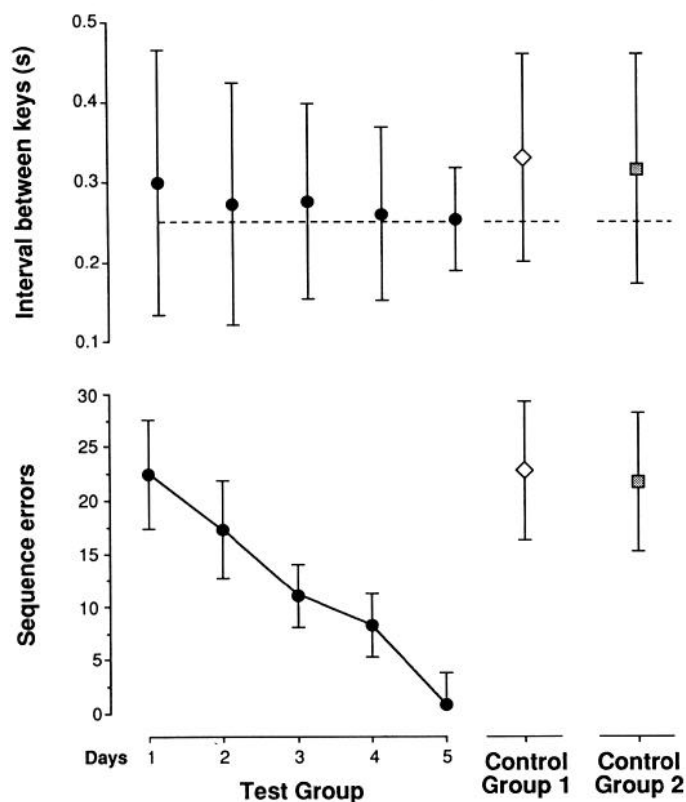 Interval between keys (s)
0.5
0.4
0.3
0.2
0.1
Sequence errors
30
25
20
15
10
5
0
Days 1 2 3 4 5
Test Group
Control
Group 1
Control
Group 2